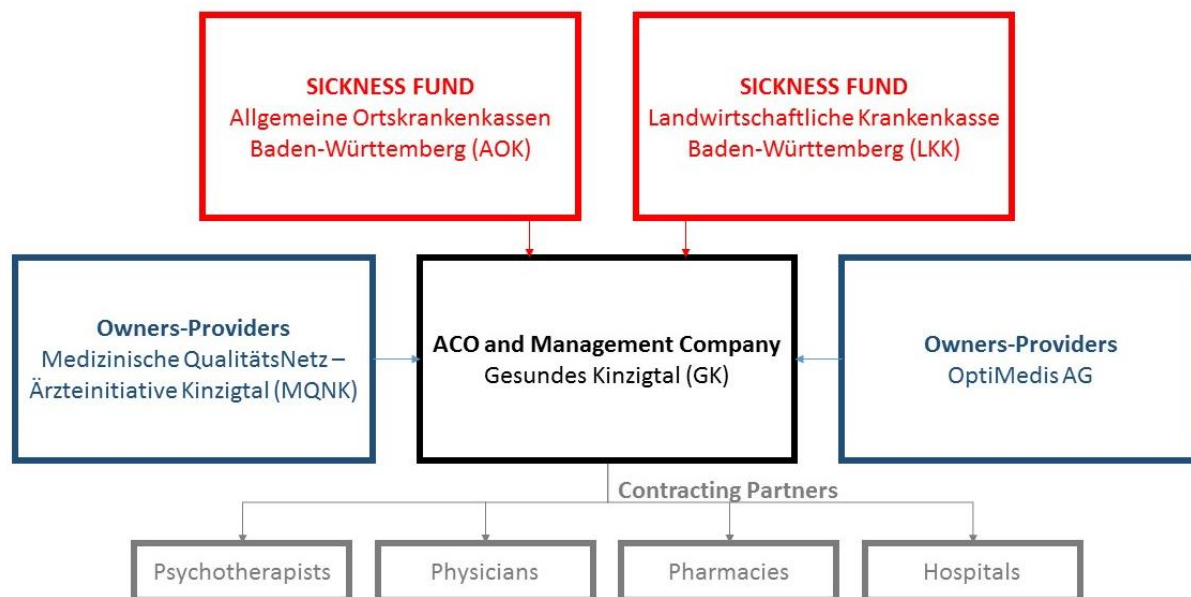 SICKNESS FUND
Allgemeine Ortskrankenkassen
Baden-Württemberg (AOK)
SICKNESS FUND
Landwirtschaftliche Krankenkasse
Baden-Württemberg (LKK)
Owners-Providers
Medizinische QualitätsNetz –
Ärzteinitiative Kinzigtal (MQNK)
ACO and Management Company
Gesundes Kinzigtal (GK)
Owners-Providers
OptiMedis AG
Contracting Partners
Psychotherapists
Physicians
Pharmacies
Hospitals